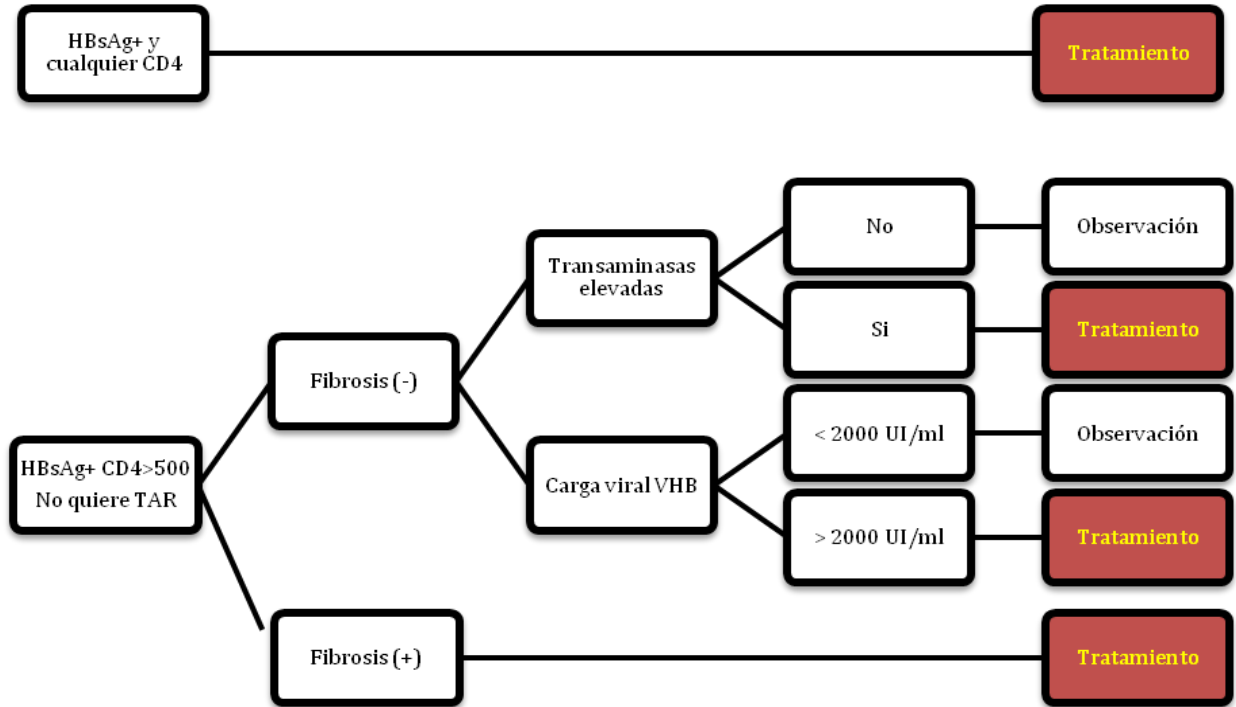 HBsAg+ y
cualquier CD4
Tratamiento
No
Observación
Transaminasas
elevadas
Si
Tratamiento
Fibrosis (-)
< 2000 UI/ml
Observación
HBsAg+ CD4>500
No quiere TAR
Carga viral VHB
> 2000 UI/ml
Tratamiento
Fibrosis (+)
Tratamiento